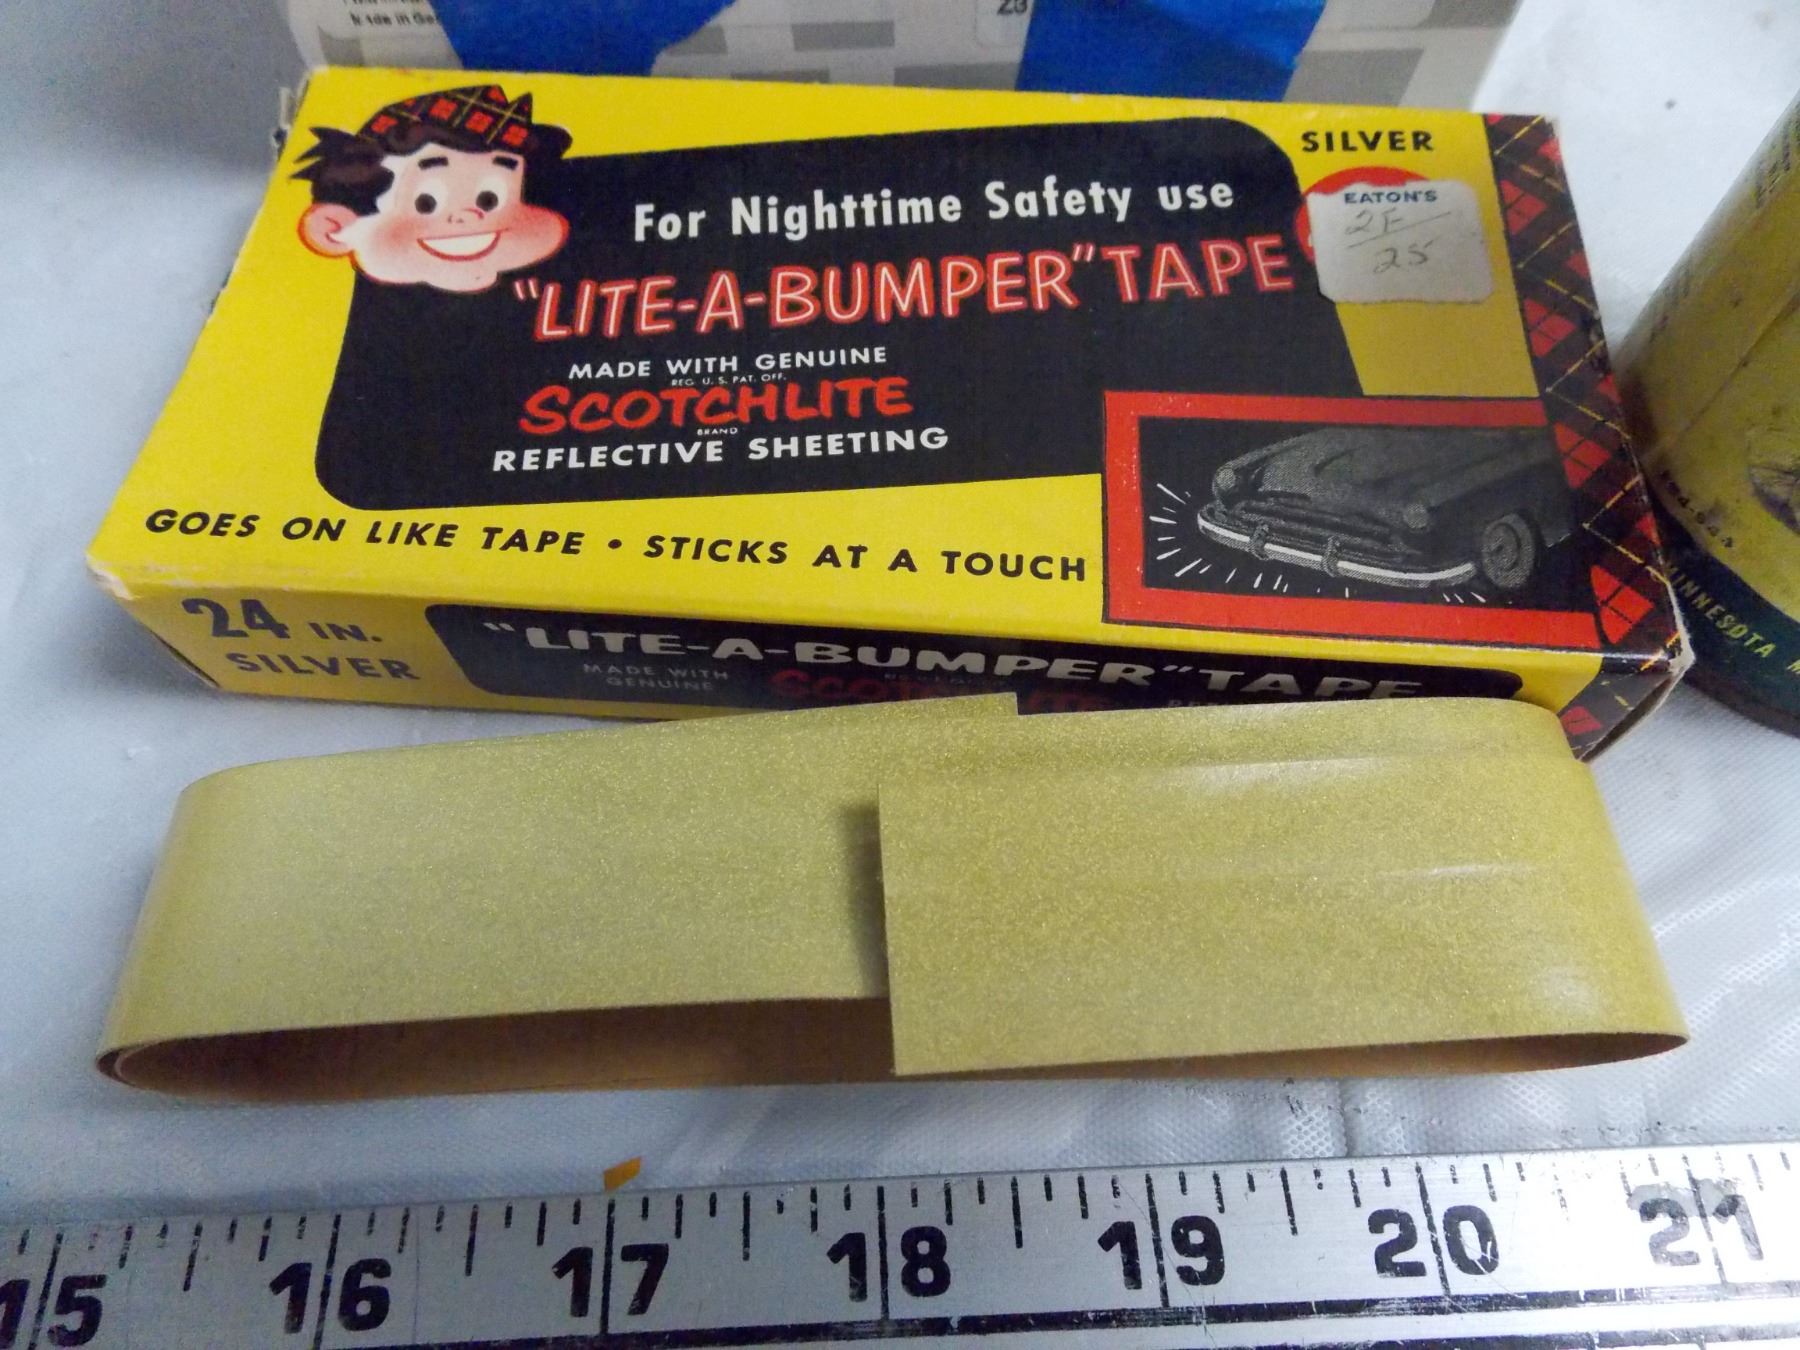 23
SILVER
EATON'S
25
For Nighttime Safety use
"LITE-A-BUMPER" TAPE
MADE WITH GENUINE
REG. U.S. PAT. OFF.
SCOTCHLITE
BRAND
REFLECTIVE SHEETING
GOES ON LIKE TAPE • STICKS AT A TOUCH
24 IN.
SILVER
"LITE-A-BUMPER" TAPE
MADE WITH
GENUINE
MINNESOTA
15 16 17 18 19 20 21